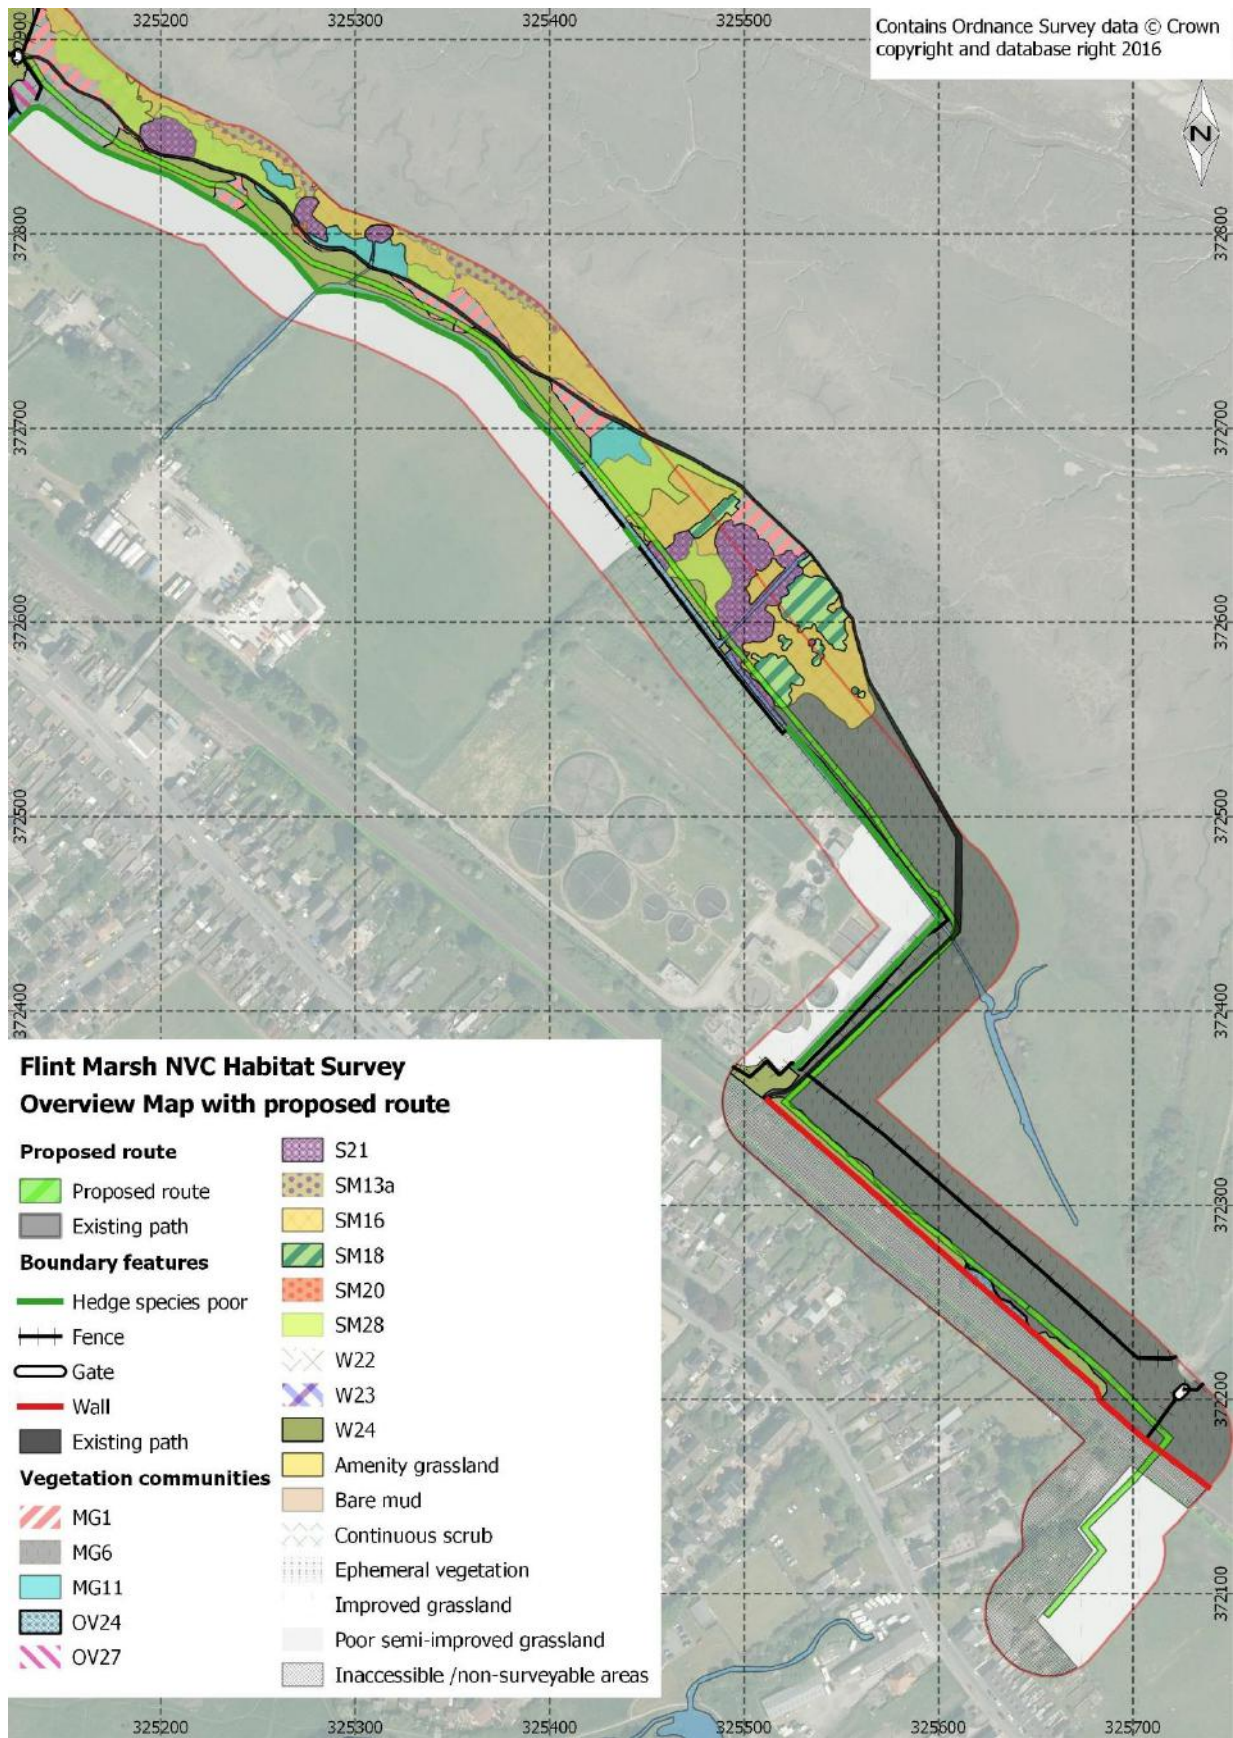 325200 325300 325400 325500
Contains Ordnance Survey data © Crown
copyright and database right 2016
N
372900
372800
372800
372700
372700
372600
372600
372500
372500
372400
372400
372300
372200
372100
Flint Marsh NVC Habitat Survey
Overview Map with proposed route
Proposed route
Proposed route
Existing path
Boundary features
Hedge species poor
Fence
Gate
Wall
Existing path
Vegetation communities
MG1
MG6
MG11
OV24
OV27
S21
SM13a
SM16
SM18
SM20
SM28
W22
W23
W24
Amenity grassland
Bare mud
Continuous scrub
Ephemeral vegetation
Improved grassland
Poor semi-improved grassland
Inaccessible /non-surveyable areas
325200 325300 325400 325500 325600 325700